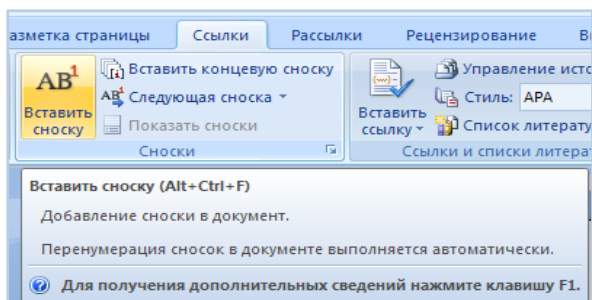 азметка страницы Ссылки Рассылки Рецензирование В
AB¹ Вставить сноску
[i] Вставить концевую сноску
AB¹ Следующая сноска
Показать сноски
Сноски
Вставить ссылку
Управление исто
Стиль: APA
Список литерату
Ссылки и списки литерат
Вставить сноску (Alt+Ctrl+F)
Добавление сноски в документ.
Перенумерация сносок в документе выполняется автоматически.
Для получения дополнительных сведений нажмите клавишу F1.